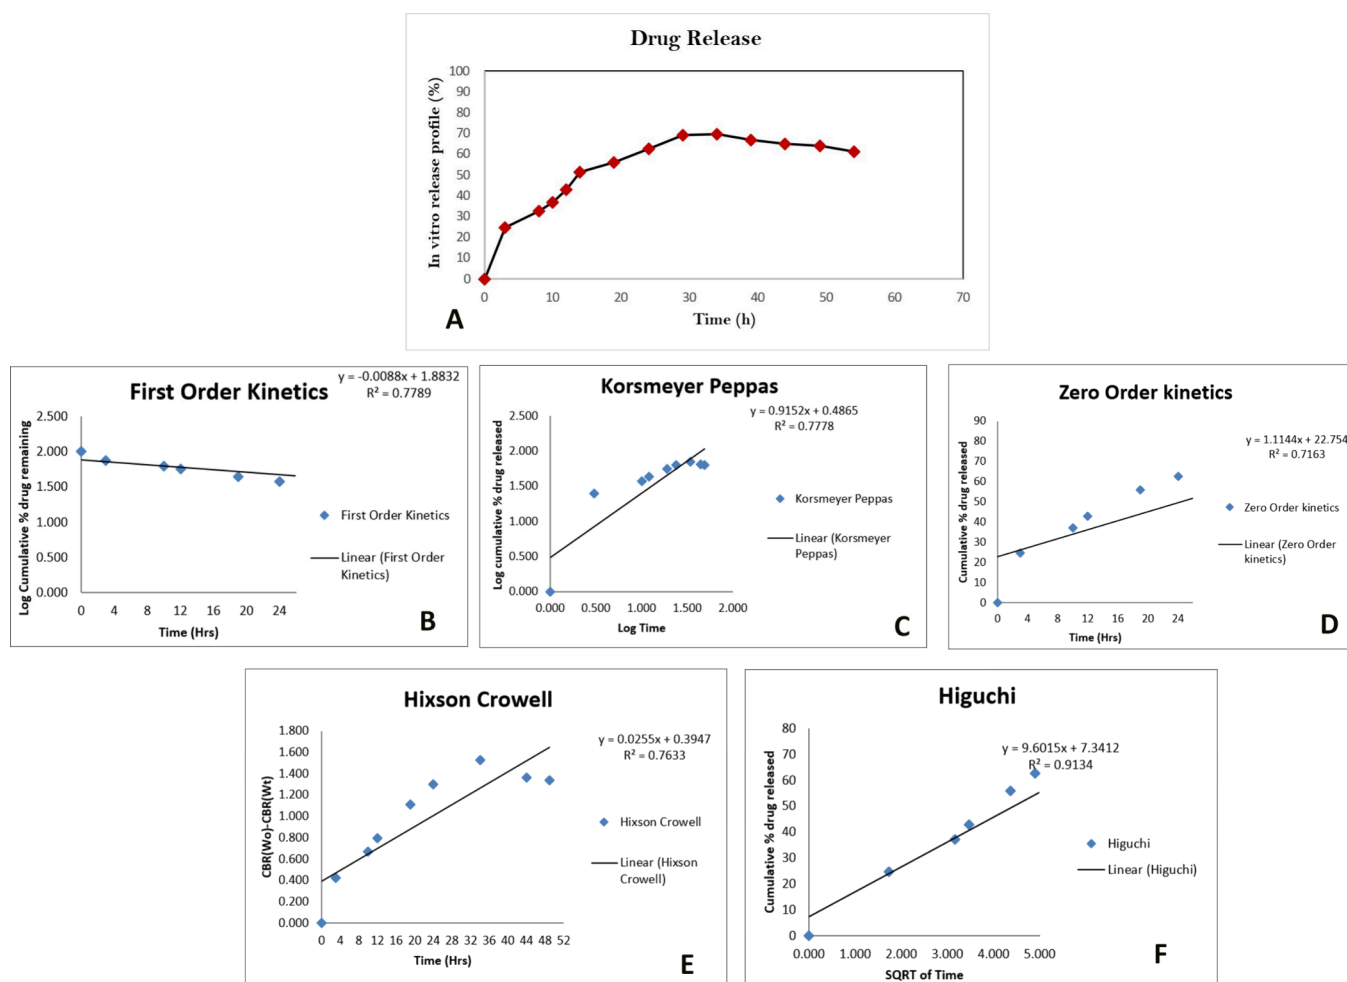 Drug Release
In vitro release profile (%)
100
90
80
70
60
50
40
30
20
10
0
0 10 20 30 40 50 60 70
Time (h)
A
First Order Kinetics
y = -0.0088x + 1.8832
R² = 0.7789
Log Cumulative % drug remaining
2.500
2.000
1.500
1.000
0.500
0.000
0 3 6 9 12 15 18 21 24
Time (Hrs)
First Order Kinetics
Linear (First Order
Kinetics)
B
Korsmeyer Peppas
y = 0.9152x + 0.4865
R² = 0.7778
Log cumulative % drug released
2.500
2.000
1.500
1.000
0.500
0.000
0.000 0.500 1.000 1.500 2.000
Log Time
Korsmeyer Peppas
Linear (Korsmeyer
Peppas)
C
Zero Order kinetics
y = 1.1144x + 22.754
R² = 0.7163
Cumulative % drug released
90
80
70
60
50
40
30
20
10
0
0 4 8 12 16 20 24
Time (Hrs)
Zero Order kinetics
Linear (Zero Order
kinetics)
D
Hixson Crowell
y = 0.0255x + 0.3947
R² = 0.7633
CBR(Wo)-CBR(Wt)
1.800
1.600
1.400
1.200
1.000
0.800
0.600
0.400
0.200
0.000
0 4 8 12 16 20 24 28 32 36 40 44 48 52
Time (Hrs)
Hixson Crowell
Linear (Hixson
Crowell)
E
Higuchi
y = 9.6015x + 7.3412
R² = 0.9134
Cumulative % drug released
80
70
60
50
40
30
20
10
0
0.000 1.000 2.000 3.000 4.000 5.000
SQRT of Time
Higuchi
Linear (Higuchi)
F